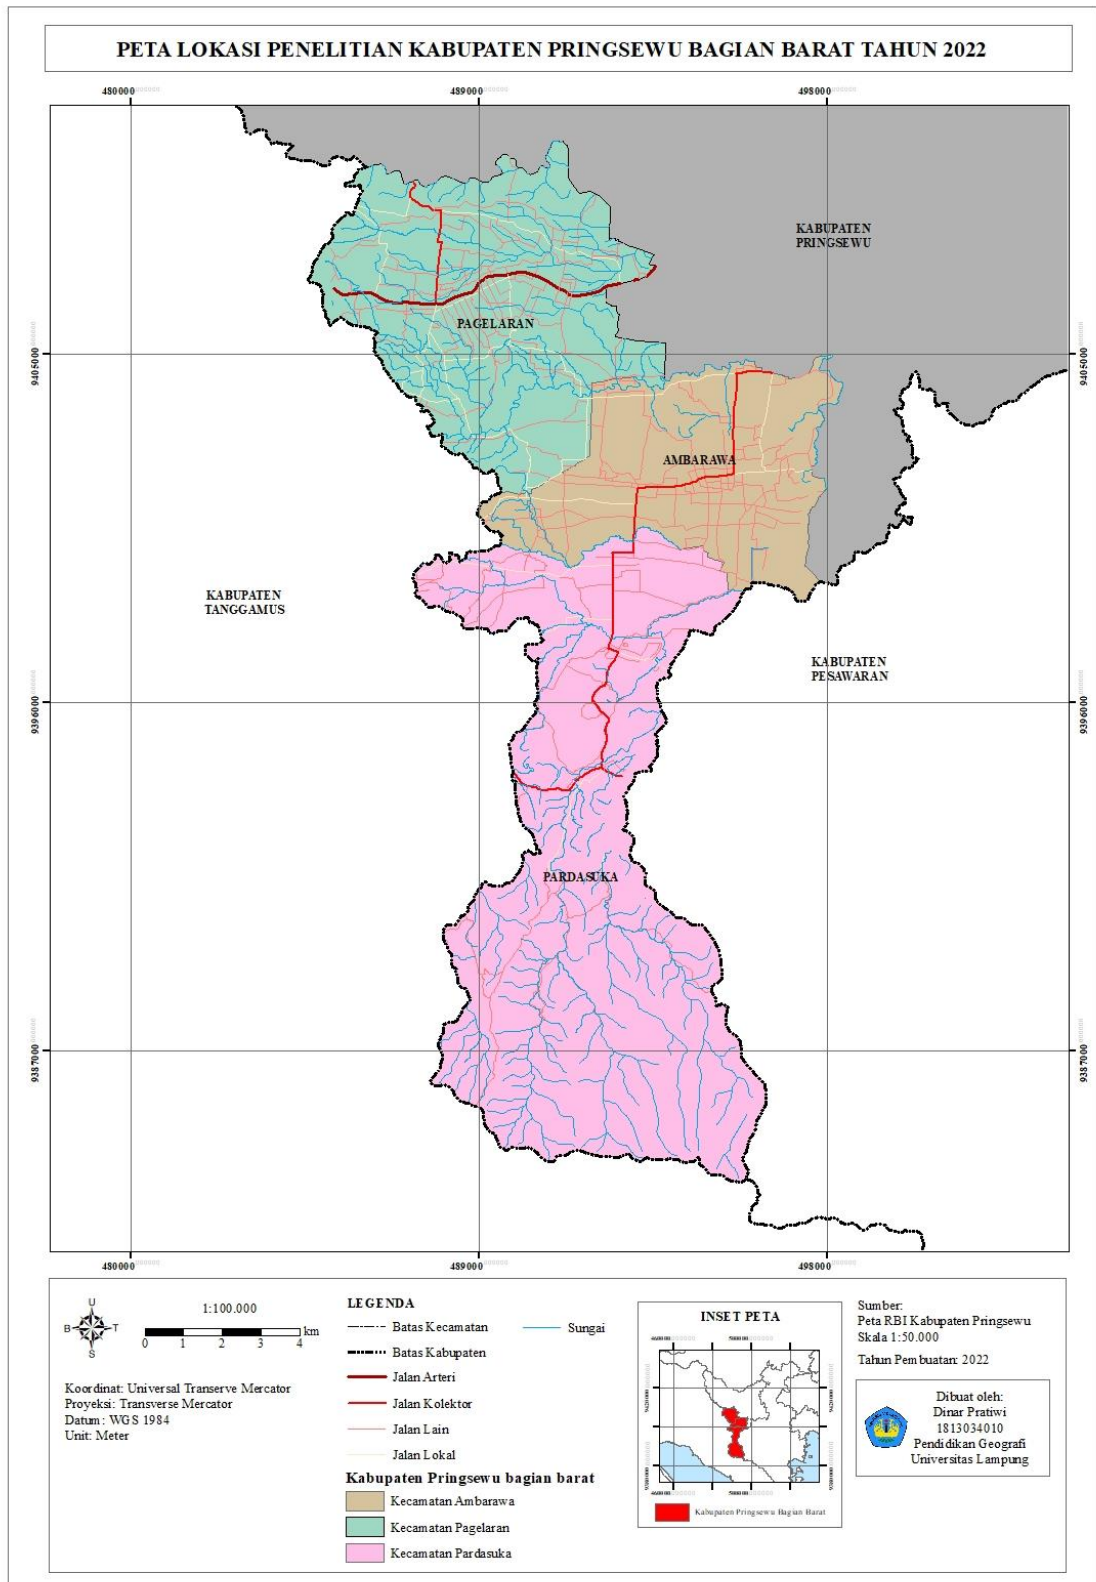 PETA LOKASI PENELITIAN KABUPATEN PRINGSEWU BAGIAN BARAT TAHUN 2022
480000 489000 498000
KABUPATEN
PRINGSEWU
PAGELARAN
9405000 9405000
AMBARAWA
KABUPATEN
TANGGAMUS
KABUPATEN
PESAWARAN
9396000 9396000
PARDASUKA
9387000 9387000
480000 489000 498000
U
B T
S
1:100.000
0 1 2 3 4 km
Koordinat: Universal Transerve Mercator
Proyeksi: Transverse Mercator
Datum : WGS 1984
Unit: Meter
LEGENDA
Batas Kecamatan
Batas Kabupaten
Jalan Arteri
Jalan Kolektor
Jalan Lain
Jalan Lokal
Sungai
Kabupaten Pringsewu bagian barat
Kecamatan Ambarawa
Kecamatan Pagelaran
Kecamatan Pardasuka
INSET PETA
Kabupaten Pringsewu Bagian Barat
Sumber:
Peta RBI Kabupaten Pringsewu
Skala 1:50.000
Tahun Pembuatan: 2022
Dibuat oleh:
Dinar Pratiwi
1813034010
Pendidikan Geografi
Universitas Lampung